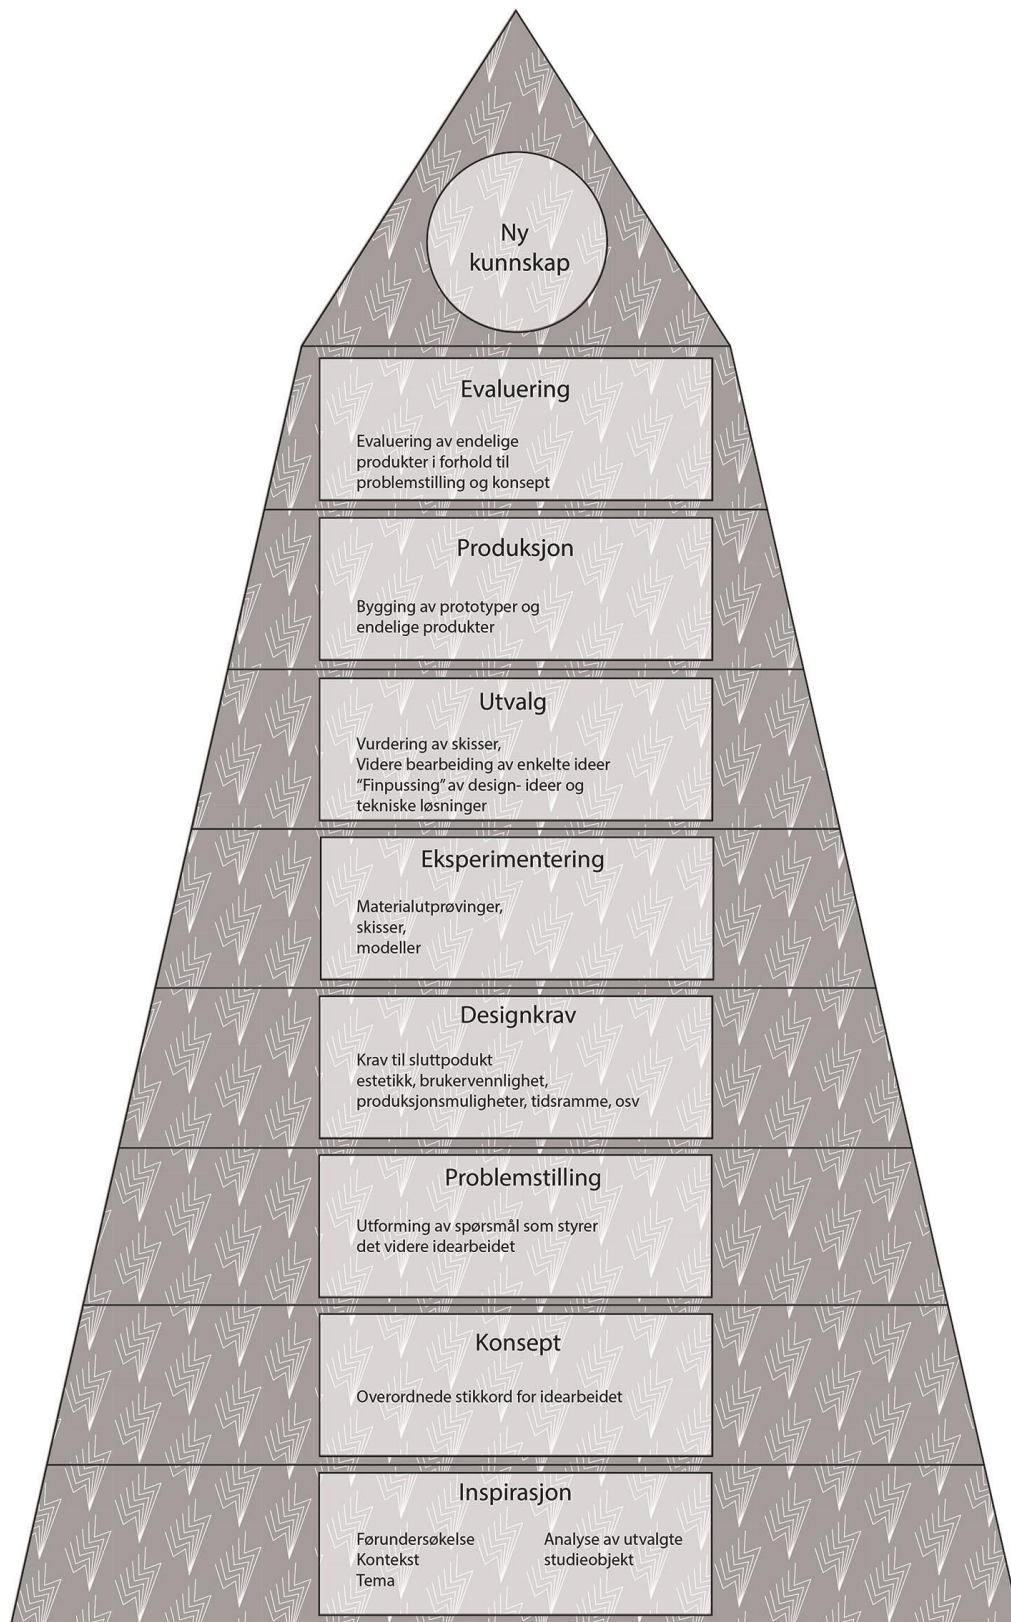 Ny
kunnskap
Evaluering
Evaluering av endelige
produkter i forhold til
problemstilling og konsept
Produksjon
Bygging av prototyper og
endelige produkter
Utvalg
Vurdering av skisser,
Videre bearbeiding av enkelte ideer
“Finpussing” av design- ideer og
tekniske løsninger
Eksperimentering
Materialutprøvinger,
skisser,
modeller
Designkrav
Krav til sluttpodukt
estetikk, brukervennlighet,
produksjonsmuligheter, tidsramme, osv
Problemstilling
Utforming av spørsmål som styrer
det videre idearbeidet
Konsept
Overordnede stikkord for idearbeidet
Inspirasjon
Førundersøkelse
Kontekst
Tema
Analyse av utvalgte
studieobjekt